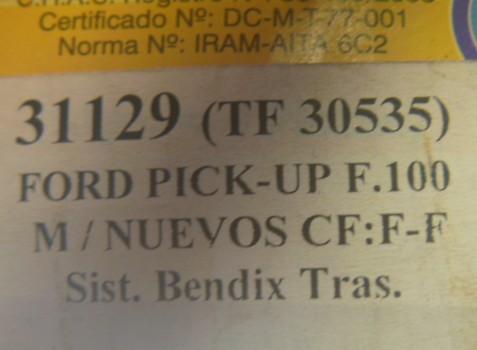 Certificado Nº: DC-M-T-77-001
Norma Nº: IRAM-AITA 6C2
31129 (TF 30535)
FORD PICK-UP F.100
M / NUEVOS CF:F-F
Sist. Bendix Tras.